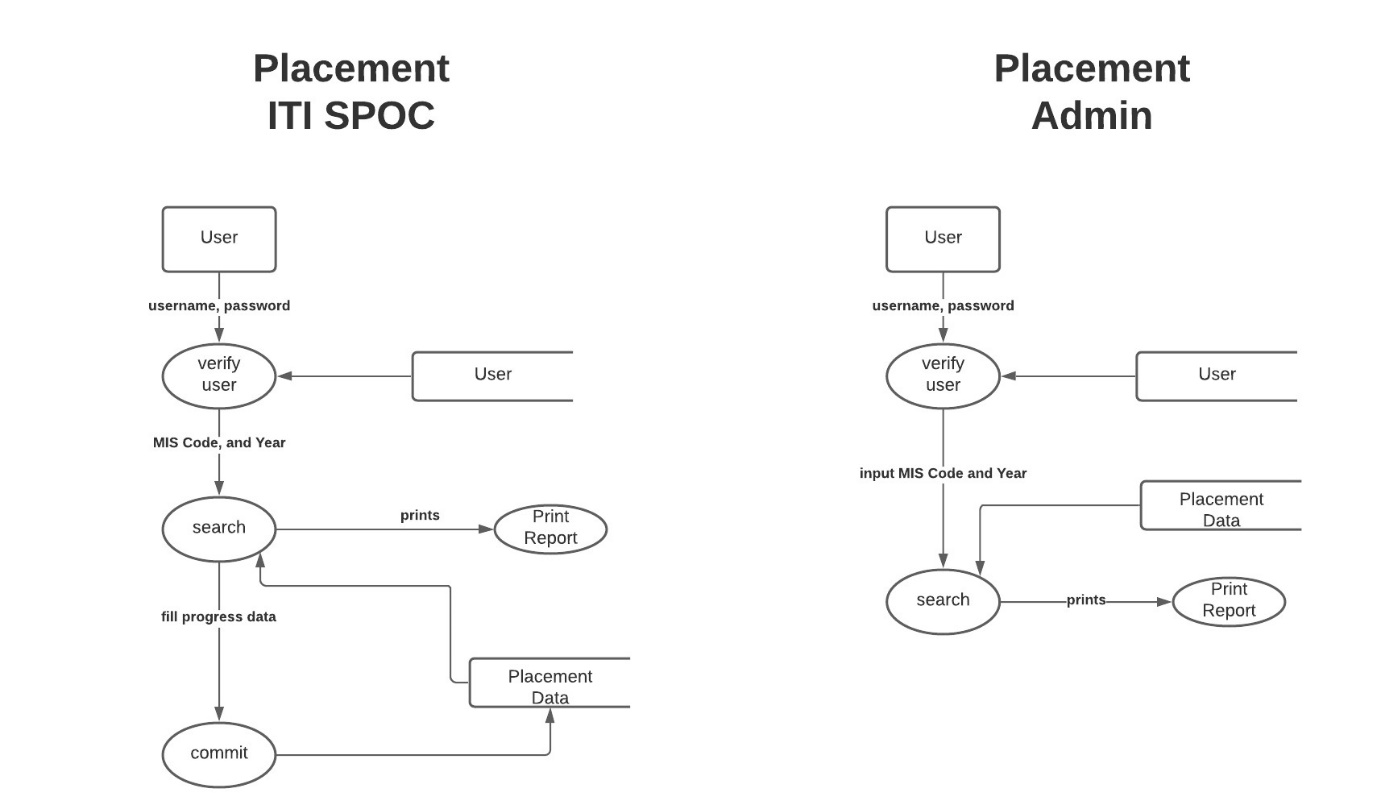 Placement
ITI SPOC
User
username, password
verify
user
User
MIS Code, and Year
search
prints
Print
Report
fill progress data
Placement
Data
commit
Placement
Admin
User
username, password
verify
user
User
input MIS Code and Year
Placement
Data
search
prints
Print
Report